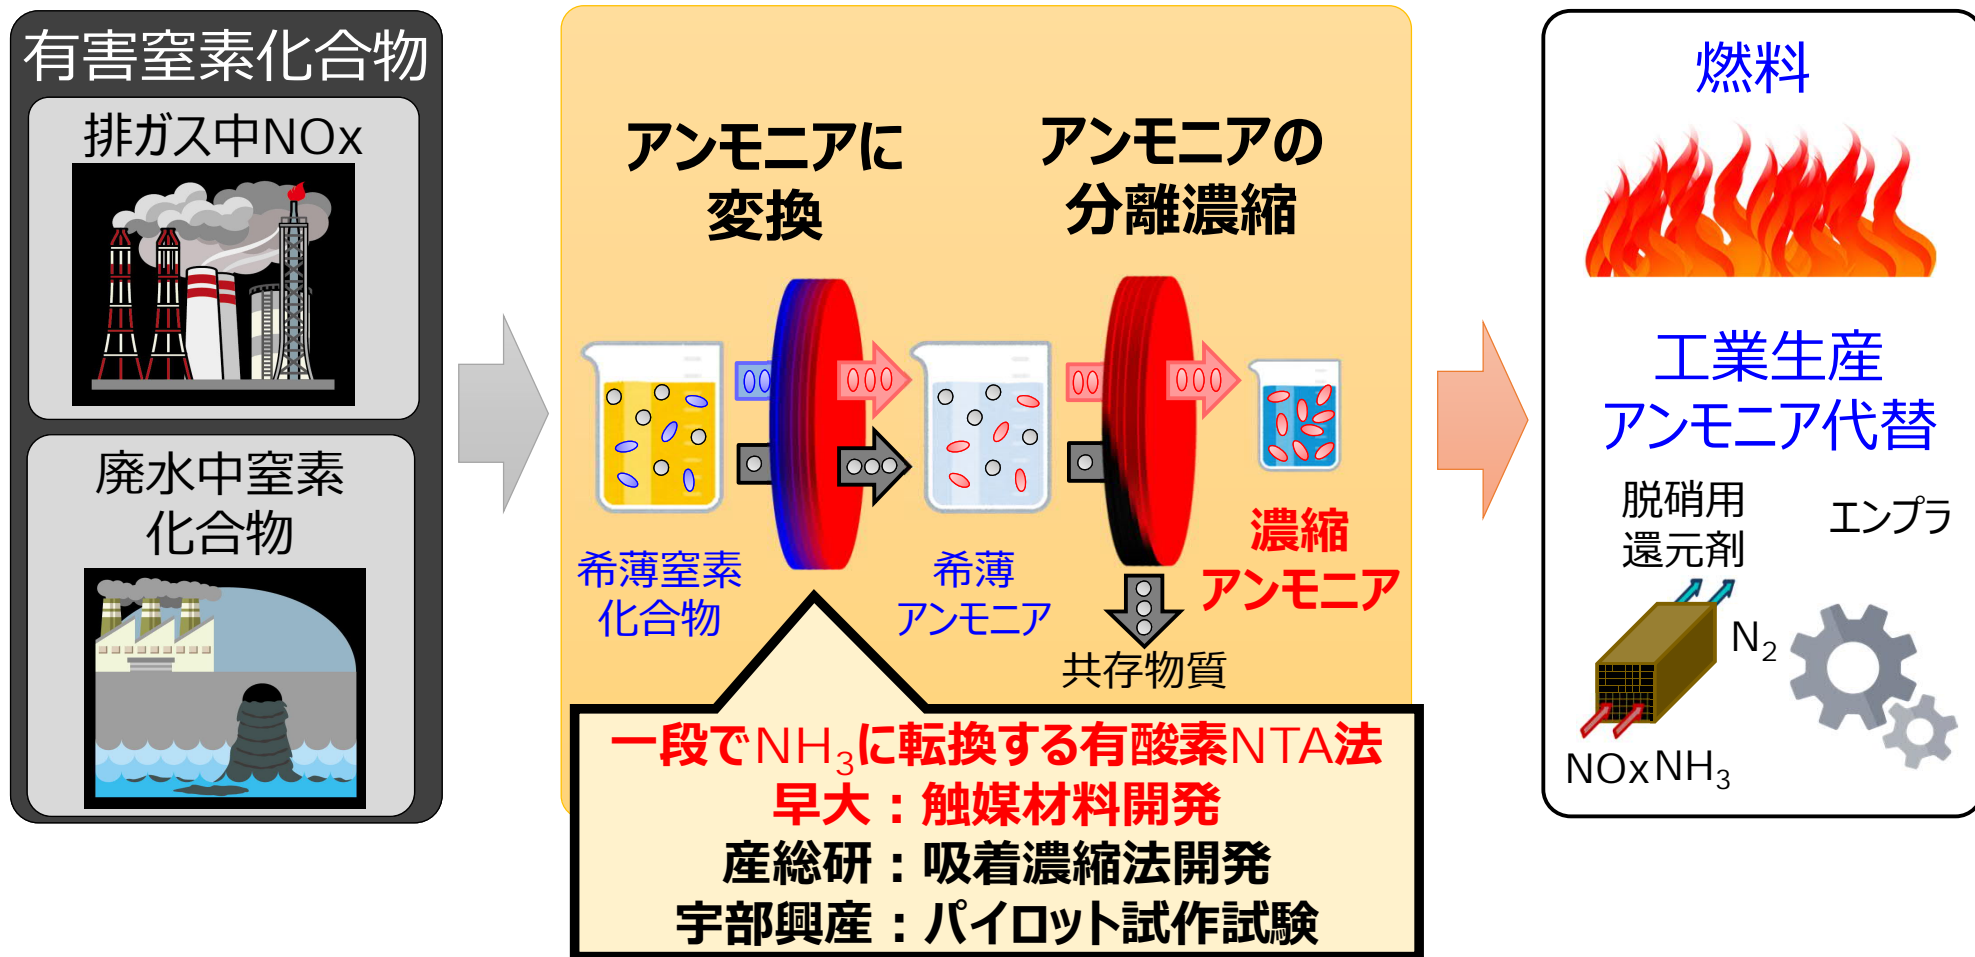 有害窒素化合物
排ガス中NOx
廃水中窒素
化合物
アンモニアに
変換
アンモニアの
分離濃縮
希薄窒素
化合物
希薄
アンモニア
濃縮
アンモニア
共存物質
一段でNH₃に転換する有酸素NTA法
早大：触媒材料開発
産総研：吸着濃縮法開発
宇部興産：パイロット試作試験
燃料
工業生産
アンモニア代替
脱硝用
還元剤
エンプラ
N₂
NOx NH₃